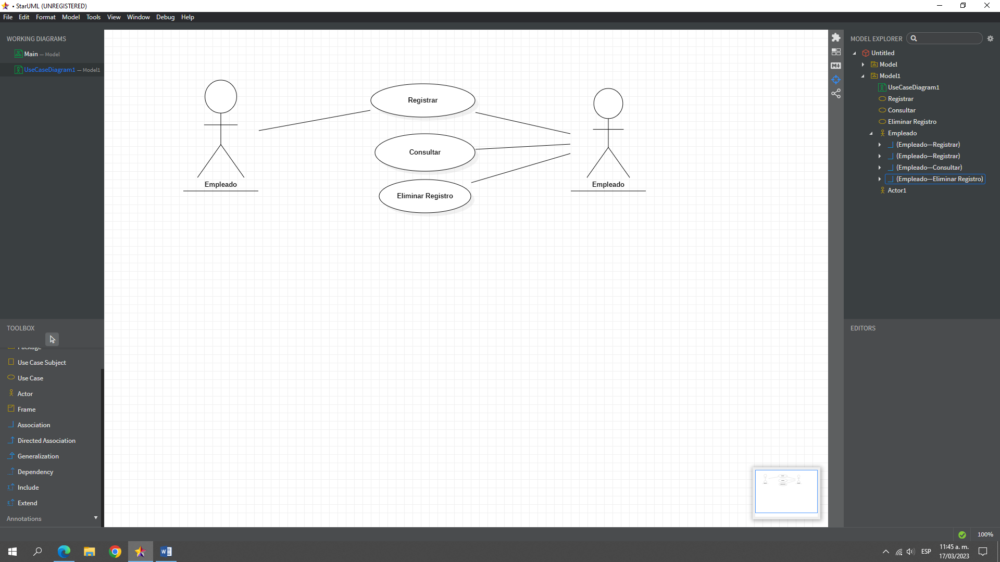 • StarUML (UNREGISTERED)
File Edit Format Model Tools View Window Debug Help
WORKING DIAGRAMS
Main — Model
UseCaseDiagram1 — Model1
Registrar
Consultar
Eliminar Registro
Empleado
Empleado
MODEL EXPLORER
Untitled
Model
Model1
UseCaseDiagram1
Registrar
Consultar
Eliminar Registro
Empleado
(Empleado—Registrar)
(Empleado—Registrar)
(Empleado—Consultar)
(Empleado—Eliminar Registro)
Actor1
TOOLBOX
Package
Use Case Subject
Use Case
Actor
Frame
Association
Directed Association
Generalization
Dependency
Include
Extend
Annotations
EDITORS
100%
ESP
11:45 a. m.
17/03/2023